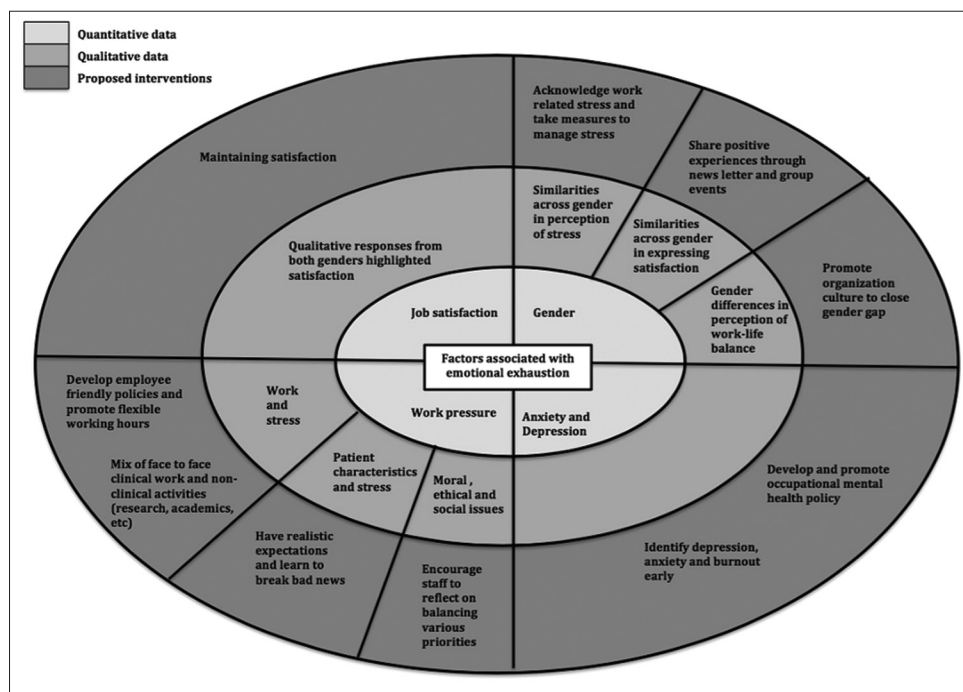 Quantitative data
Qualitative data
Proposed interventions
Maintaining satisfaction
Acknowledge work
related stress and
take measures to
manage stress
Share positive
experiences through
news letter and group
events
Promote
organization
culture to close
gender gap
Qualitative responses from
both genders highlighted
satisfaction
Similarities
across gender
in perception
of stress
Similarities
across gender
in expressing
satisfaction
Gender
differences in
perception of
work-life
balance
Job satisfaction
Gender
Factors associated with
emotional exhaustion
Work pressure
Anxiety and
Depression
Work
and
stress
Patient
characteristics
and stress
Moral ,
ethical and
social issues
Develop employee
friendly policies and
promote flexible
working hours
Mix of face to face
clinical work and non-
clinical activities
(research, academics,
etc)
Have realistic
expectations
and learn to
break bad news
Encourage
staff to
reflect on
balancing
various
priorities
Develop and promote
occupational mental
health policy
Identify depression,
anxiety and burnout
early